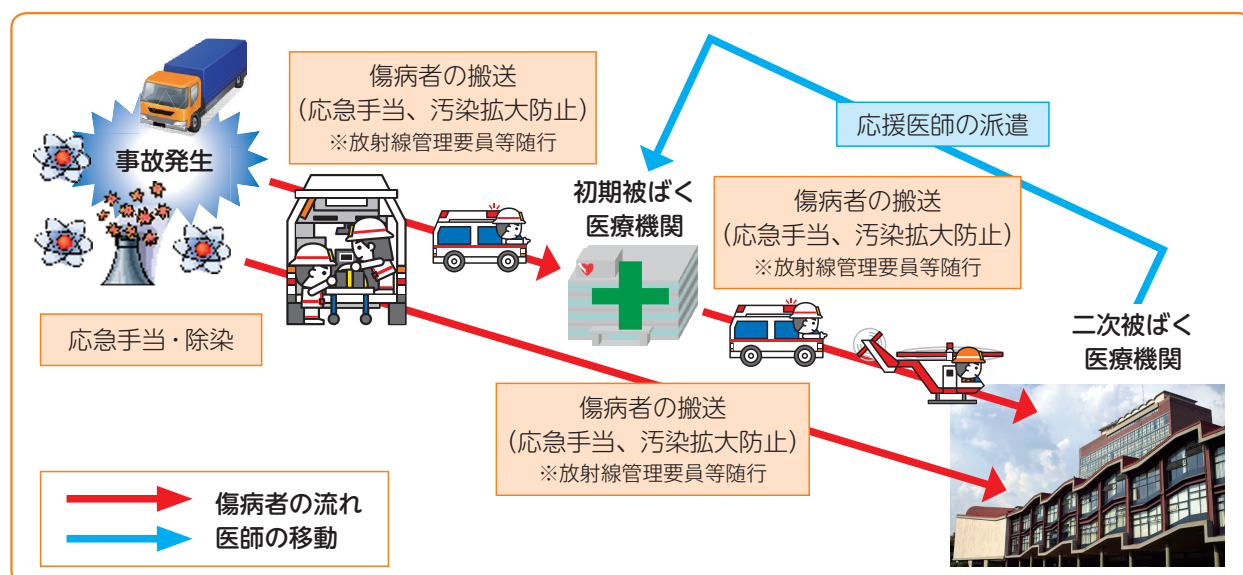 事故発生
傷病者の搬送
(応急手当、汚染拡大防止)
※放射線管理要員等随行
応急手当・除染
初期被ばく
医療機関
応援医師の派遣
傷病者の搬送
(応急手当、汚染拡大防止)
※放射線管理要員等随行
二次被ばく
医療機関
傷病者の搬送
(応急手当、汚染拡大防止)
※放射線管理要員等随行
傷病者の流れ
医師の移動